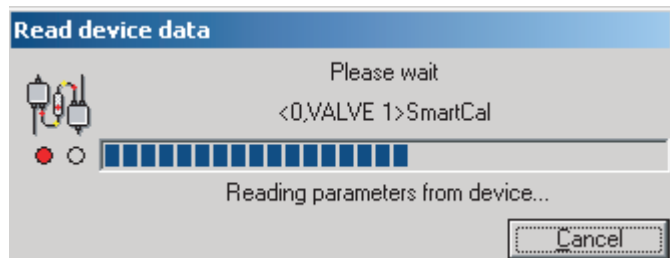 Read device data
Please wait
<0,VALVE 1>SmartCal
Reading parameters from device...
Cancel